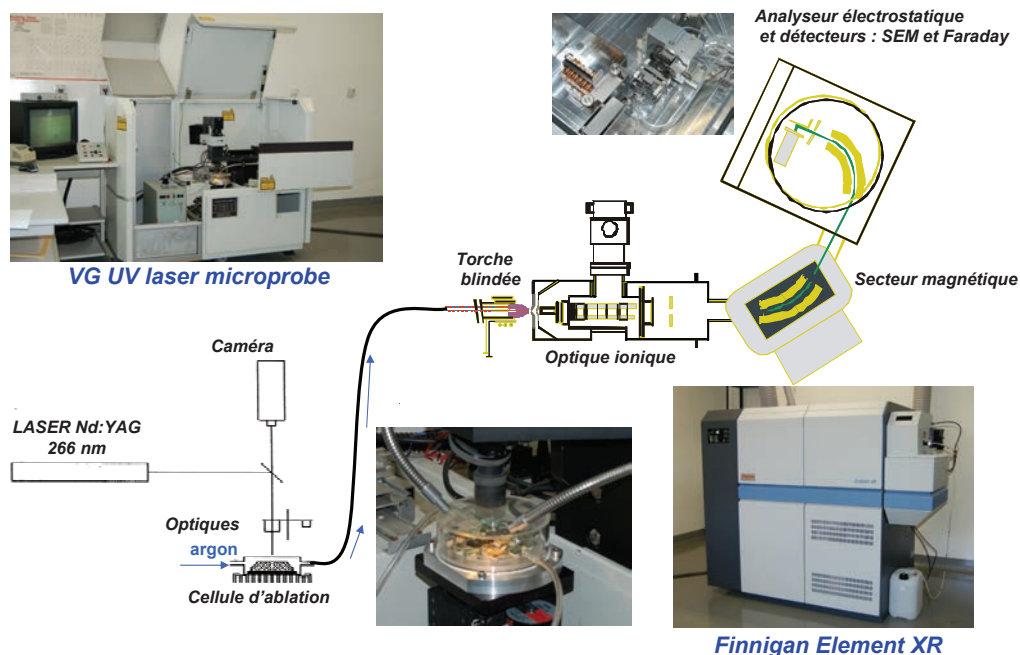 Analyseur électrostatique
et détecteurs : SEM et Faraday
VG UV laser microprobe
Torche
blindée
Secteur magnétique
Optique ionique
Caméra
LASER Nd:YAG
266 nm
Optiques
argon
Cellule d'ablation
Finnigan Element XR